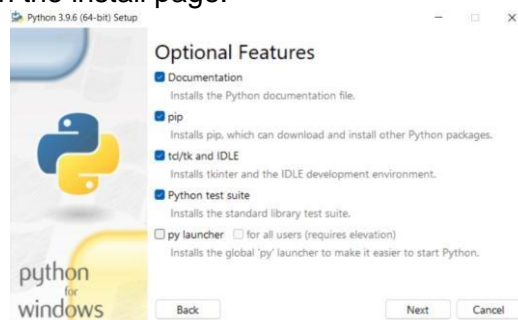 the install page.
Python 3.9.6 (64-bit) Setup
Optional Features
Documentation
Installs the Python documentation file.
pip
Installs pip, which can download and install other Python packages.
tcl/tk and IDLE
Installs tkinter and the IDLE development environment.
Python test suite
Installs the standard library test suite.
py launcher for all users (requires elevation)
Installs the global 'py' launcher to make it easier to start Python.
python
for
windows
Back Next Cancel